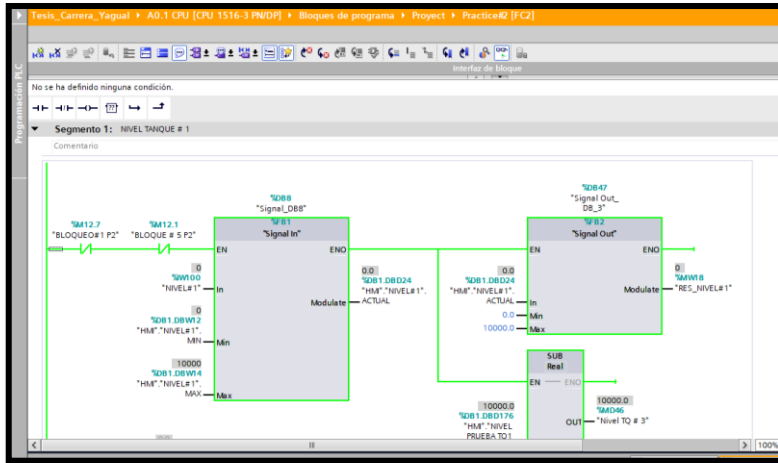 Tesis_Carrera_Yagual ▸ A0.1 CPU [CPU 1516-3 PN/DP] ▸ Bloques de programa ▸ Proyect ▸ Practice#2 [FC2]
Interfaz de bloque
Programación PLC
No se ha definido ninguna condición.
Segmento 1: NIVEL TANQUE # 1
Comentario
%M12.7
"BLOQUEO#1 P2"
%M12.1
"BLOQUE # 5 P2"
%DB8
"Signal_DB8"
%FB1
"Signal In"
EN
ENO
0
%IW100
"NIVEL#1"
In
0
%DB1.DBW12
"HMI"."NIVEL#1".
MIN
Min
10000
%DB1.DBW14
"HMI"."NIVEL#1".
MAX
Max
Modulate
0.0
%DB1.DBD24
"HMI"."NIVEL#1".
ACTUAL
%DB47
"Signal Out_
DB_3"
%FB2
"Signal Out"
EN
ENO
0.0
%DB1.DBD24
"HMI"."NIVEL#1".
ACTUAL
In
0.0
Min
10000.0
Max
Modulate
0
%MW18
"RES_NIVEL#1"
SUB
Real
EN
ENO
10000.0
%DB1.DBD176
"HMI"."NIVEL
PRUEBA TQ1
OUT
10000.0
%MD46
"Nivel TQ # 3"
100%